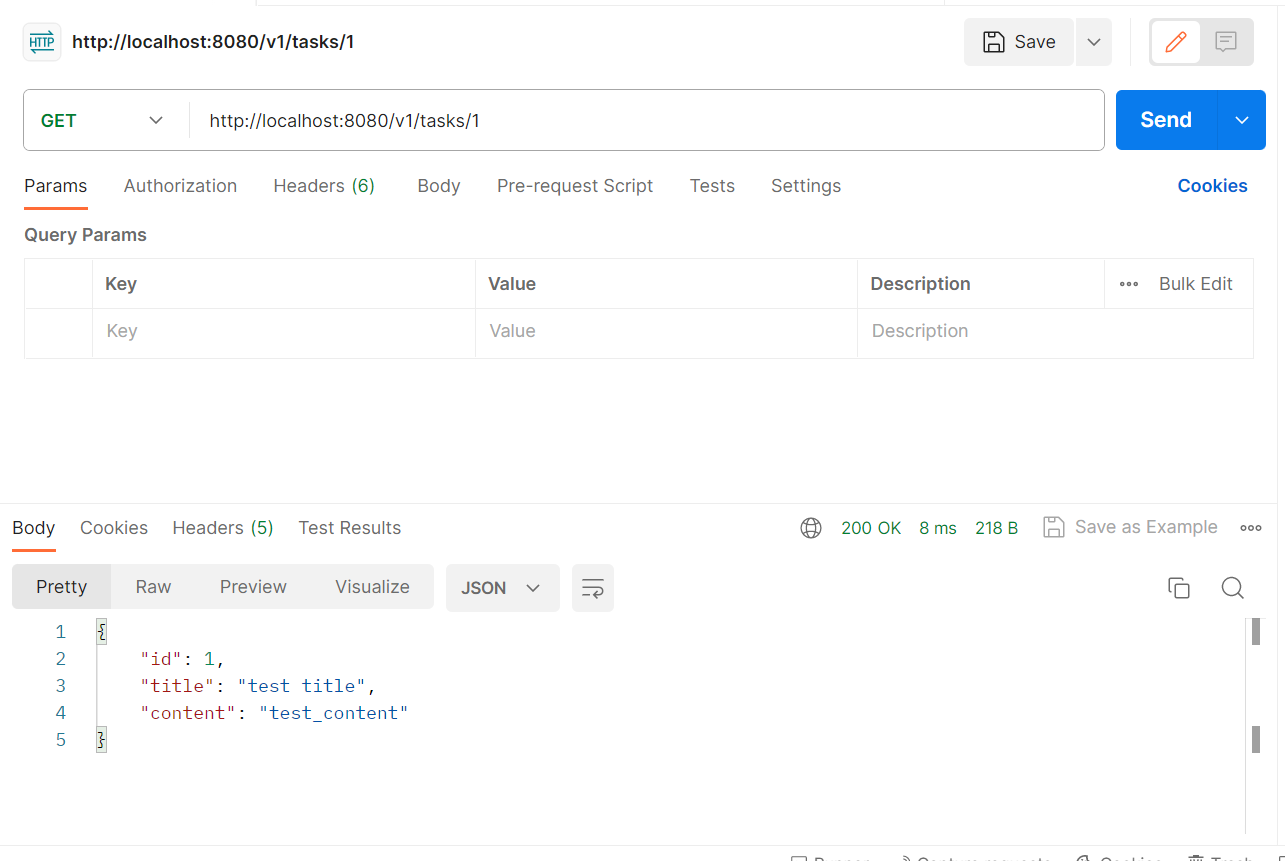 HTTP http://localhost:8080/v1/tasks/1 Save
GET http://localhost:8080/v1/tasks/1 Send
Params Authorization Headers (6) Body Pre-request Script Tests Settings Cookies
Query Params
Key Value Description Bulk Edit
Key Value Description
Body Cookies Headers (5) Test Results 200 OK 8 ms 218 B Save as Example
Pretty Raw Preview Visualize JSON
1 {
2 "id": 1,
3 "title": "test title",
4 "content": "test_content"
5 }